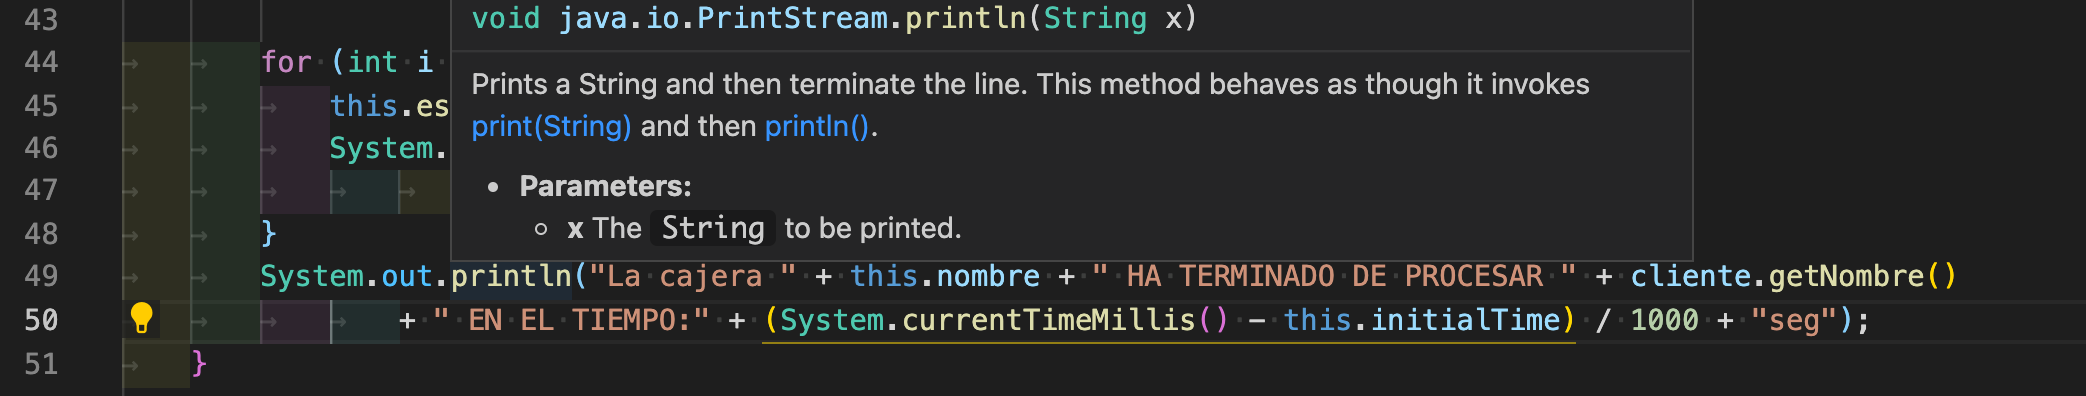 43
void java.io.PrintStream.println(String x)
44 for (int i
Prints a String and then terminate the line. This method behaves as though it invokes
45 this.es
print(String) and then println().
46 System.
47
• Parameters:
48 }
◦ x The String to be printed.
49 System.out.println("La cajera " + this.nombre + " HA TERMINADO DE PROCESAR " + cliente.getNombre()
50 + " EN EL TIEMPO:" + (System.currentTimeMillis() - this.initialTime) / 1000 + "seg");
51 }